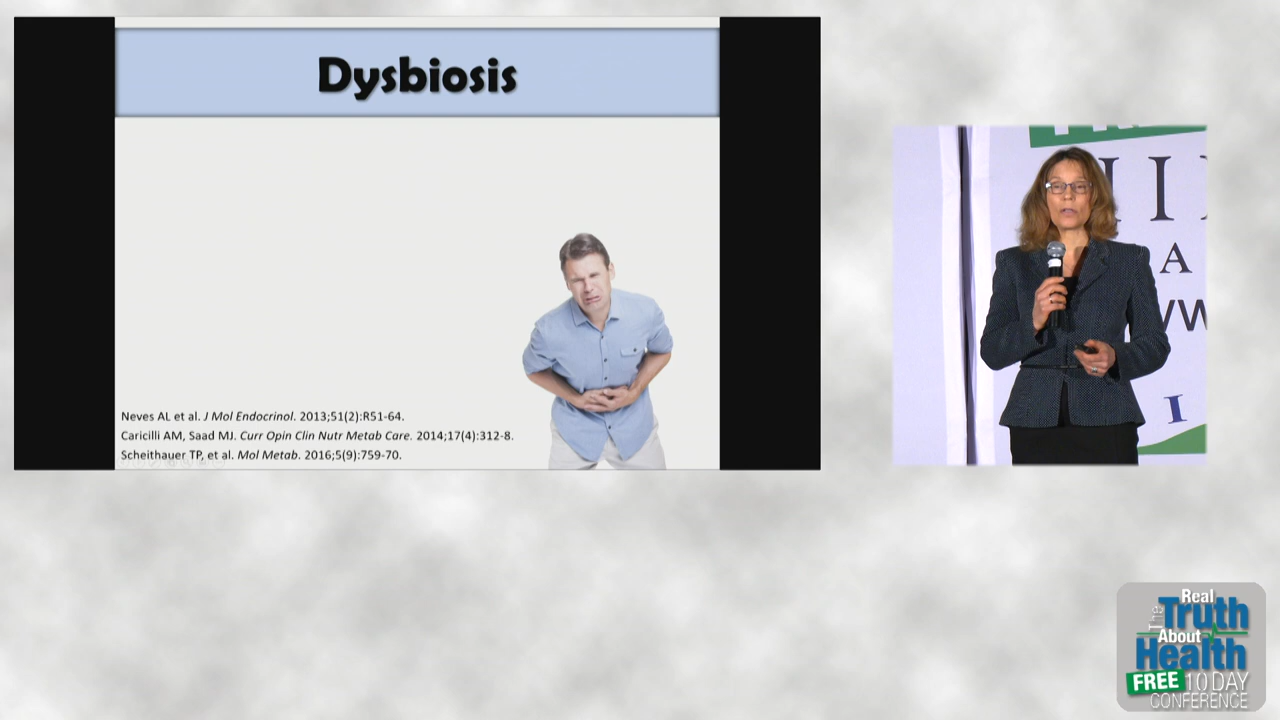 Dysbiosis
Neves AL et al. J Mol Endocrinol. 2013;51(2):R51-64.
Caricilli AM, Saad MJ. Curr Opin Clin Nutr Metab Care. 2014;17(4):312-8.
Scheithauer TP, et al. Mol Metab. 2016;5(9):759-70.
A
I
The Real
Truth
About
Health
FREE 10 DAY
CONFERENCE